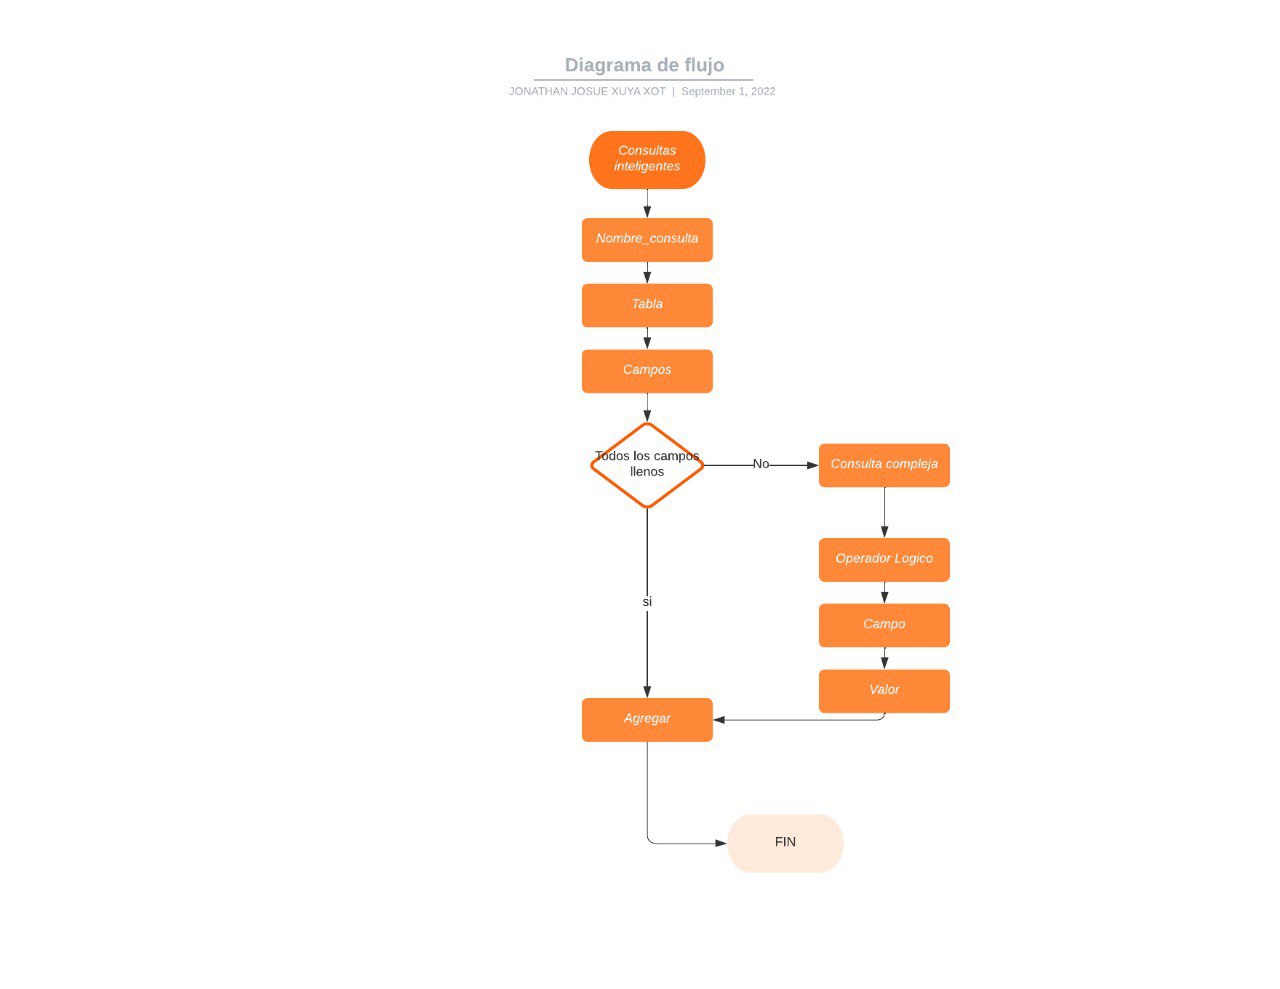 Diagrama de flujo
JONATHAN JOSUE XUYA XOT | September 1, 2022
Consultas
inteligentes
Nombre_consulta
Tabla
Campos
Todos los campos
llenos
No
Consulta compleja
Operador Logico
Campo
Valor
si
Agregar
FIN